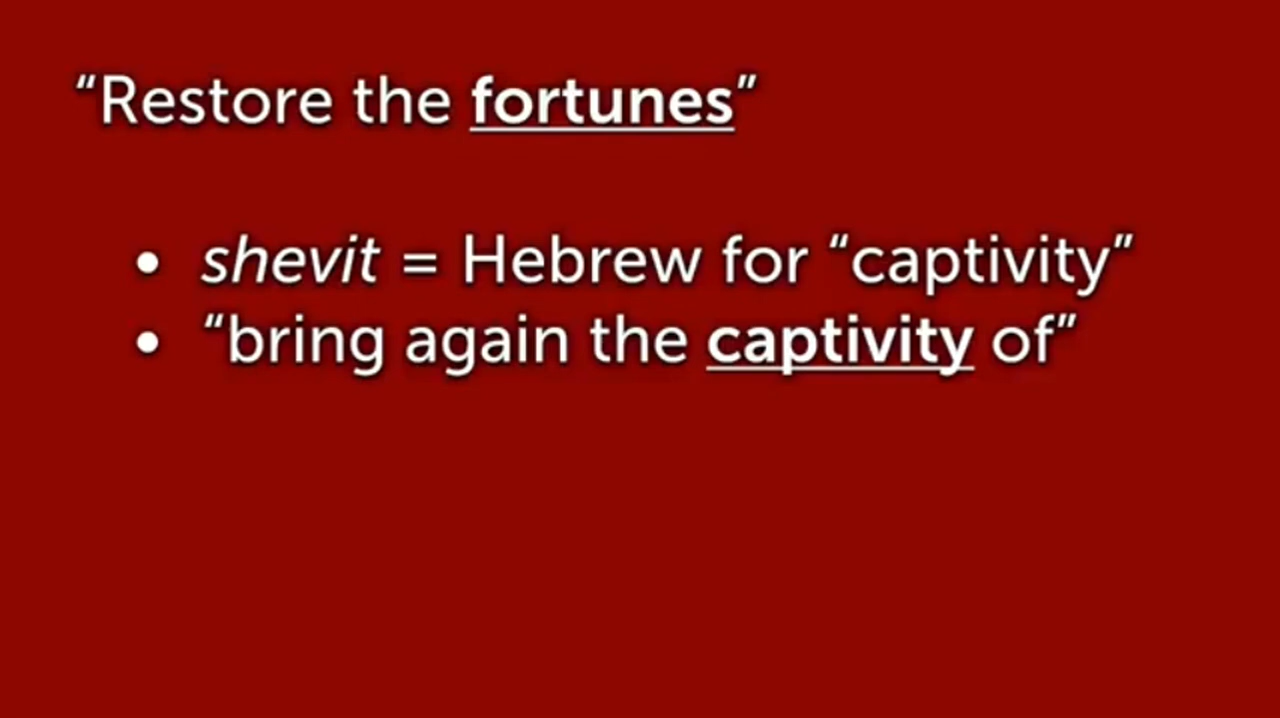 “Restore the fortunes”
• shevit = Hebrew for “captivity”
• “bring again the captivity of”